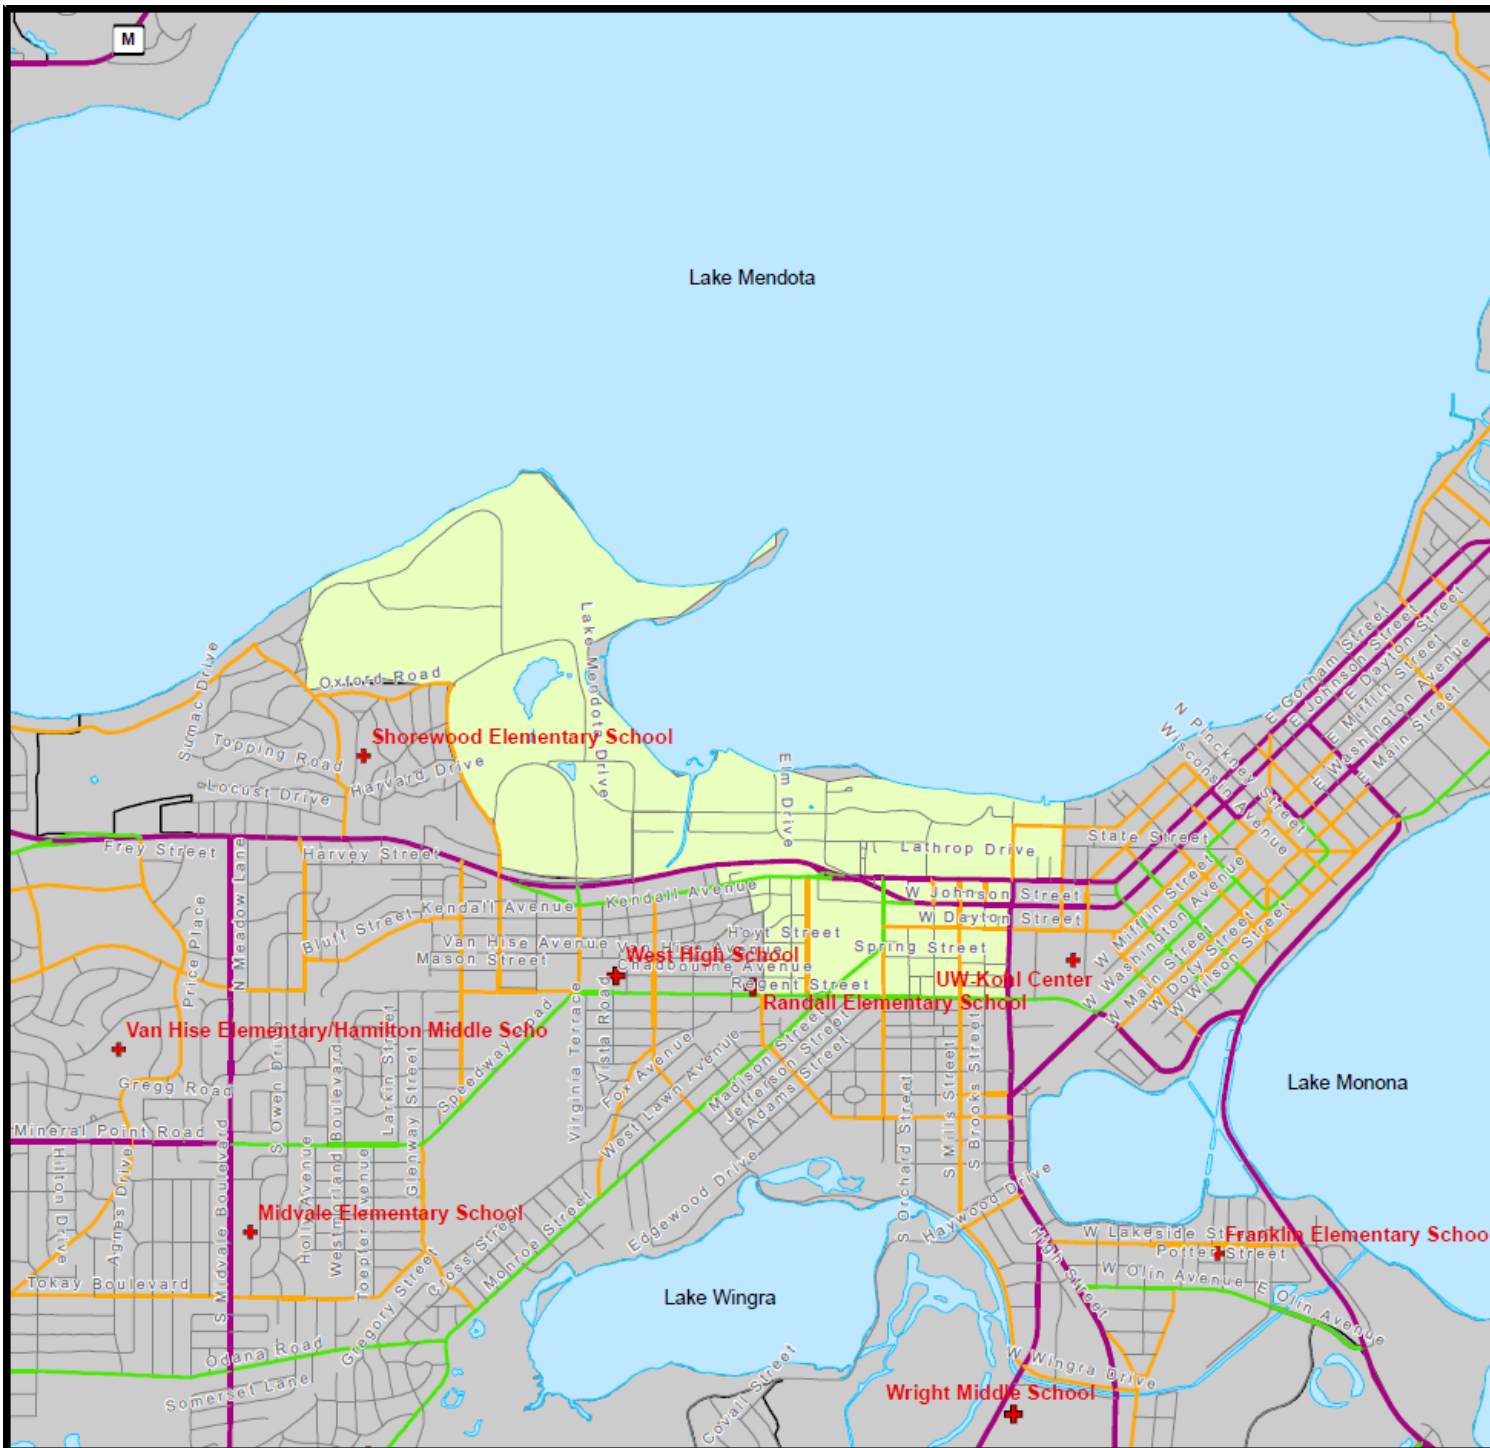 M
Lake Mendota
Lake Mendota Drive
Sumac Drive
Oxford Road
Shorewood Elementary School
Topping Road
Harvard Drive
Locust Drive
Elm Drive
N Pinckney Street
Wisconsin Avenue
E Gorham Street
E Johnson Street
E Dayton Street
E Mifflin Street
E Washington Avenue
E Main Street
Frey Street
Harvey Street
Lathrop Drive
State Street
N Meadow Lane
Price Place
Bluff Street
Kendall Avenue
Kendall Avenue
W Johnson Street
W Dayton Street
Van Hise Avenue
Van Hise Avenue
Mason Street
Hoyt Street
Spring Street
West High School
Chadbourne Avenue
Regent Street
UW-Kohl Center
W Mifflin Street
W Washington Avenue
W Main Street
W Doty Street
W Wilson Street
Randall Elementary School
Van Hise Elementary/Hamilton Middle Scho
Gregg Road
S Owen Drive
Larkin Street
Speedway Road
Virginia Terrace
Vista Road
Fox Avenue
West Lawn Avenue
Madison Street
Jefferson Street
Adams Street
S Mills Street
S Brooks Street
S Orchard Street
Lake Monona
Mineral Point Road
Hilton Drive
Agnes Drive
S Midvale Boulevard
Holly Avenue
Westmorland Boulevard
Toepfer Avenue
Glenway Street
Midvale Elementary School
Edgewood Drive
Haywood Drive
High Street
W Lakeside Street
Franklin Elementary Schoo
Potter Street
W Olin Avenue
E Olin Avenue
Tokay Boulevard
Gregory Street
Cross Street
Monroe Street
Lake Wingra
Odana Road
Somerset Lane
Covall Street
W Wingra Drive
Wright Middle School